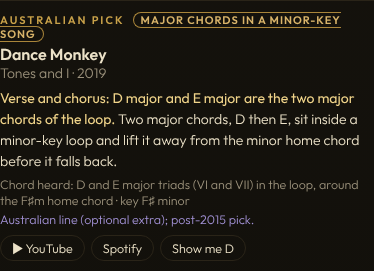 AUSTRALIAN PICK MAJOR CHORDS IN A MINOR-KEY
SONG
Dance Monkey
Tones and I · 2019
Verse and chorus: D major and E major are the two major
chords of the loop. Two major chords, D then E, sit inside a
minor-key loop and lift it away from the minor home chord
before it falls back.
Chord heard: D and E major triads (VI and VII) in the loop, around
the F♯m home chord · key F♯ minor
Australian line (optional extra); post-2015 pick.
▶ YouTube Spotify Show me D